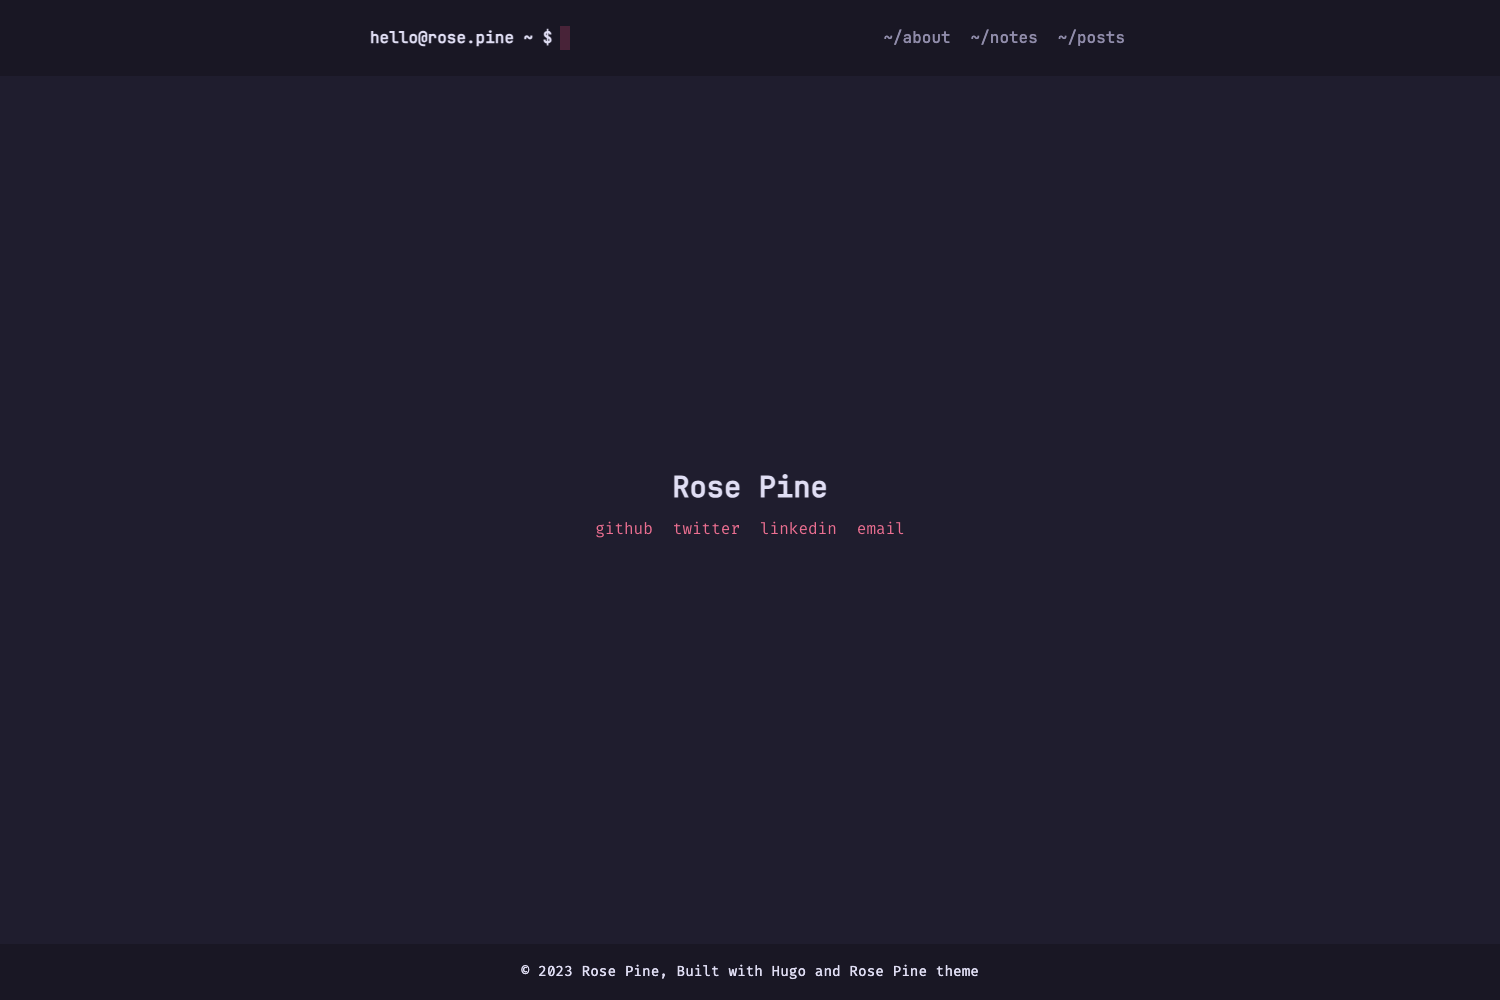 hello@rose.pine ~ $
~/about ~/notes ~/posts
Rose Pine
github twitter linkedin email
© 2023 Rose Pine, Built with Hugo and Rose Pine theme